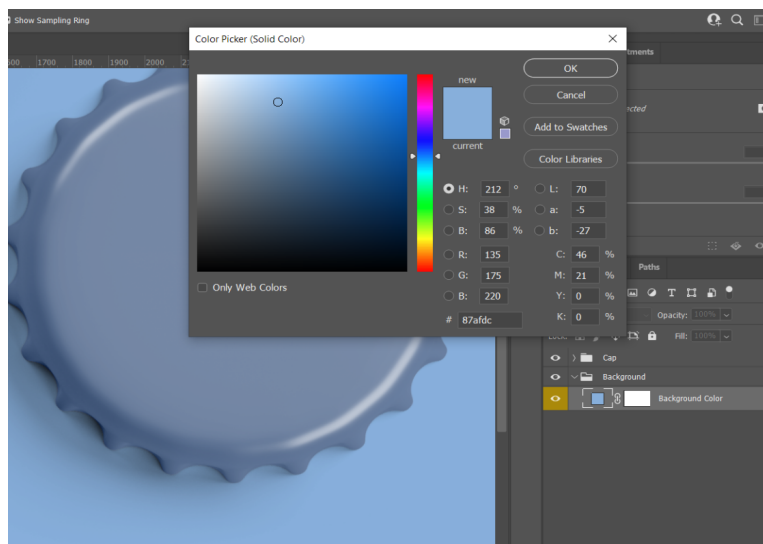 Show Sampling Ring
Color Picker (Solid Color)
1700 1800 1900 2000
new
current
OK
Cancel
Add to Swatches
Color Libraries
H: 212 °
S: 38 %
B: 86 %
R: 135
G: 175
B: 220
# 87afdc
L: 70
a: -5
b: -27
C: 46 %
M: 21 %
Y: 0 %
K: 0 %
Only Web Colors
Paths
Opacity: 100%
Fill: 100%
Cap
Background
Background Color